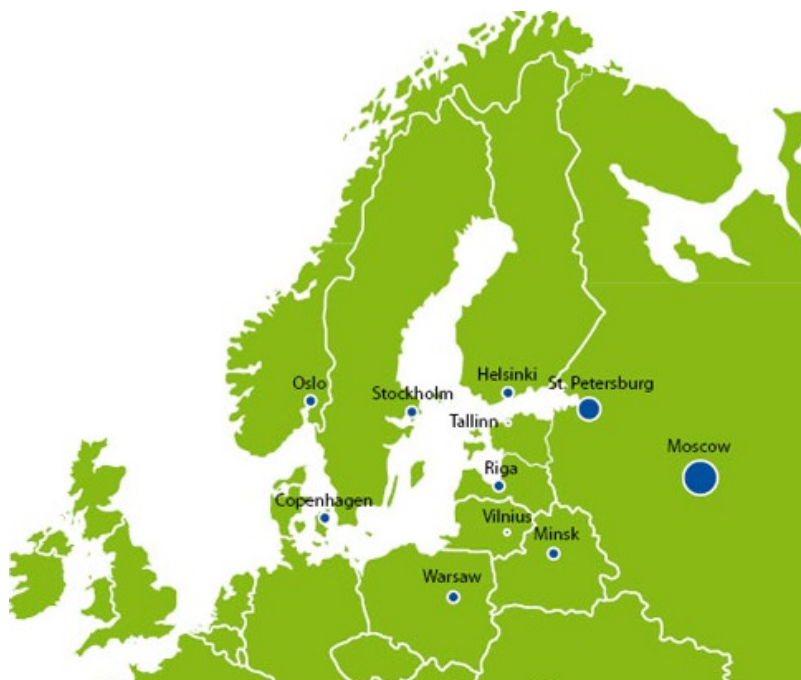 Helsinki
Oslo
St. Petersburg
Stockholm
Tallinn
Moscow
Riga
Copenhagen
Vilnius
Minsk
Warsaw